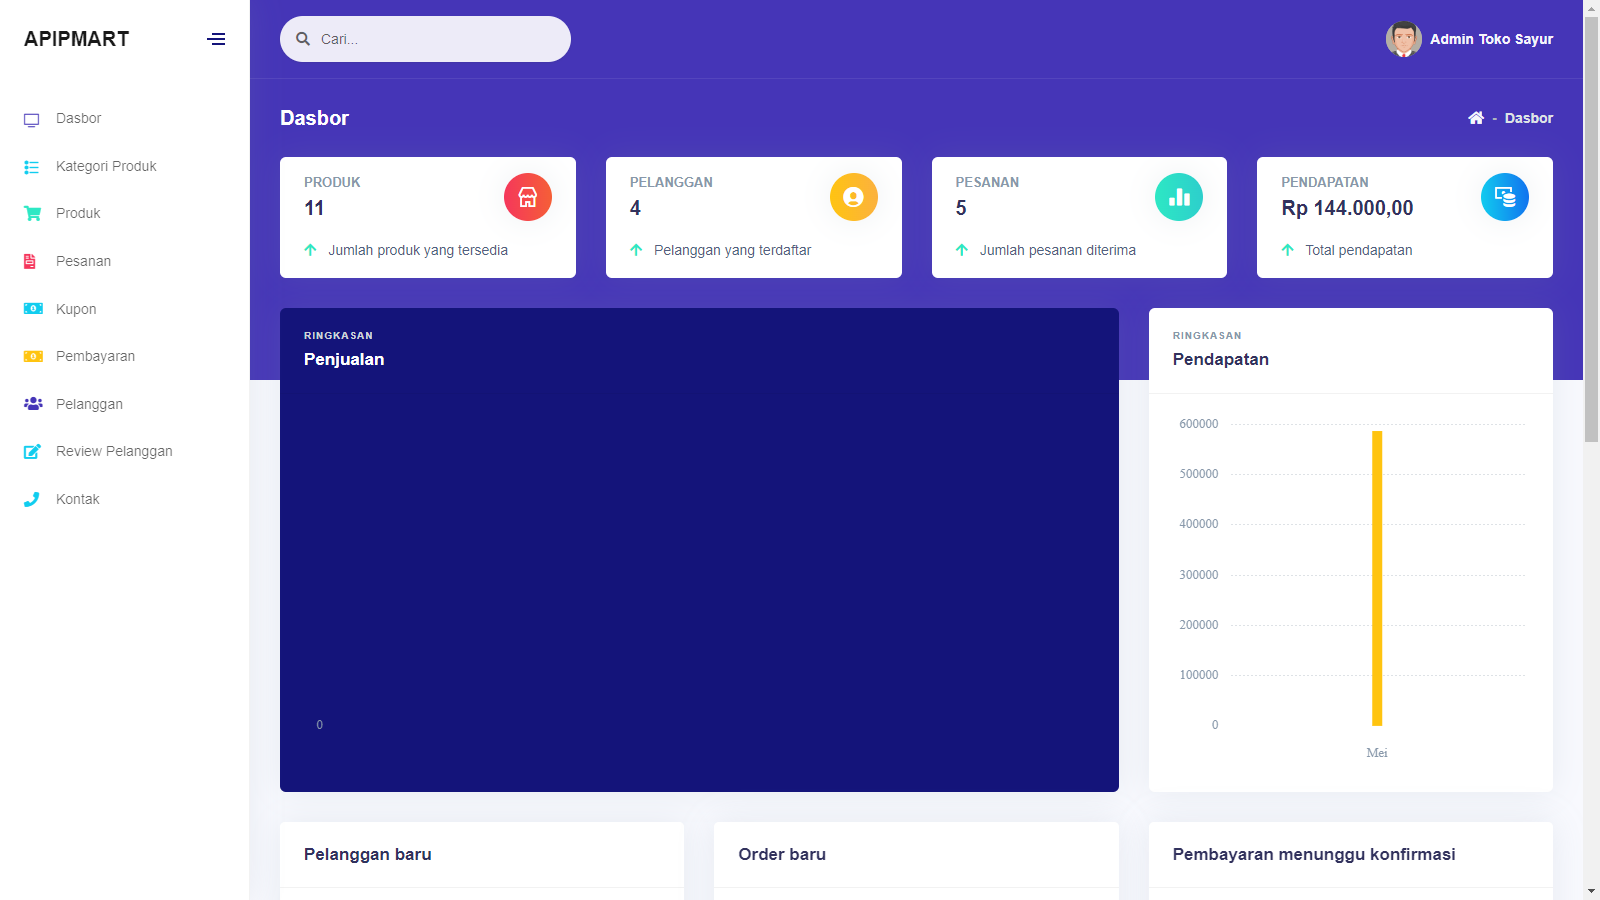 APIPMART
Cari...
Admin Toko Sayur
Dasbor
Kategori Produk
Produk
Pesanan
Kupon
Pembayaran
Pelanggan
Review Pelanggan
Kontak
Dasbor
- Dasbor
PRODUK
11
Jumlah produk yang tersedia
PELANGGAN
4
Pelanggan yang terdaftar
PESANAN
5
Jumlah pesanan diterima
PENDAPATAN
Rp 144.000,00
Total pendapatan
RINGKASAN
Penjualan
0
RINGKASAN
Pendapatan
600000
500000
400000
300000
200000
100000
0
Mei
Pelanggan baru
Order baru
Pembayaran menunggu konfirmasi